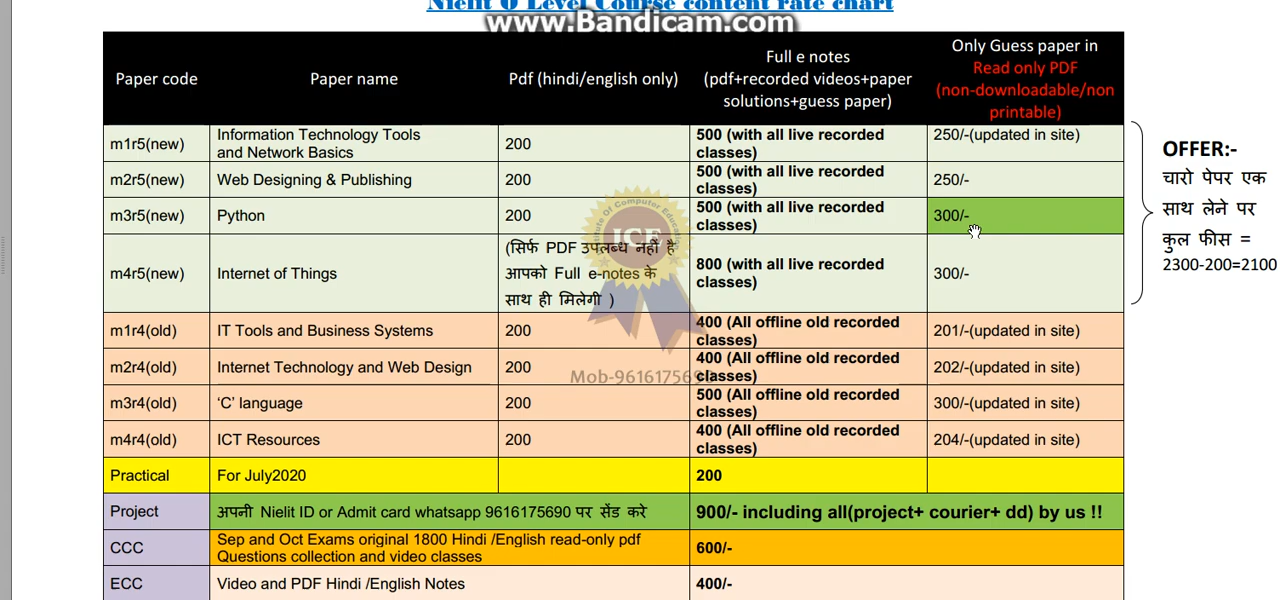 Nielit O Level Course content rate chart
www.Bandicam.com
Paper code
Paper name
Pdf (hindi/english only)
Full e notes
(pdf+recorded videos+paper
solutions+guess paper)
Only Guess paper in
Read only PDF
(non-downloadable/non
printable)
m1r5(new)
Information Technology Tools
and Network Basics
200
500 (with all live recorded
classes)
250/-(updated in site)
m2r5(new)
Web Designing & Publishing
200
500 (with all live recorded
classes)
250/-
m3r5(new)
Python
200
500 (with all live recorded
classes)
300/-
m4r5(new)
Internet of Things
(सिर्फ PDF उपलब्ध नहीं है
आपको Full e-notes के
साथ ही मिलेगी )
800 (with all live recorded
classes)
300/-
OFFER:-
चारो पेपर एक
साथ लेने पर
कुल फीस =
2300-200=2100
ICE
m1r4(old)
IT Tools and Business Systems
200
400 (All offline old recorded
classes)
201/-(updated in site)
m2r4(old)
Internet Technology and Web Design
200
400 (All offline old recorded
classes)
202/-(updated in site)
Mob-9616175690
m3r4(old)
‘C’ language
200
500 (All offline old recorded
classes)
300/-(updated in site)
m4r4(old)
ICT Resources
200
400 (All offline old recorded
classes)
204/-(updated in site)
Practical
For July2020
200
Project
अपनी Nielit ID or Admit card whatsapp 9616175690 पर सेंड करे
900/- including all(project+ courier+ dd) by us !!
CCC
Sep and Oct Exams original 1800 Hindi /English read-only pdf
Questions collection and video classes
600/-
ECC
Video and PDF Hindi /English Notes
400/-